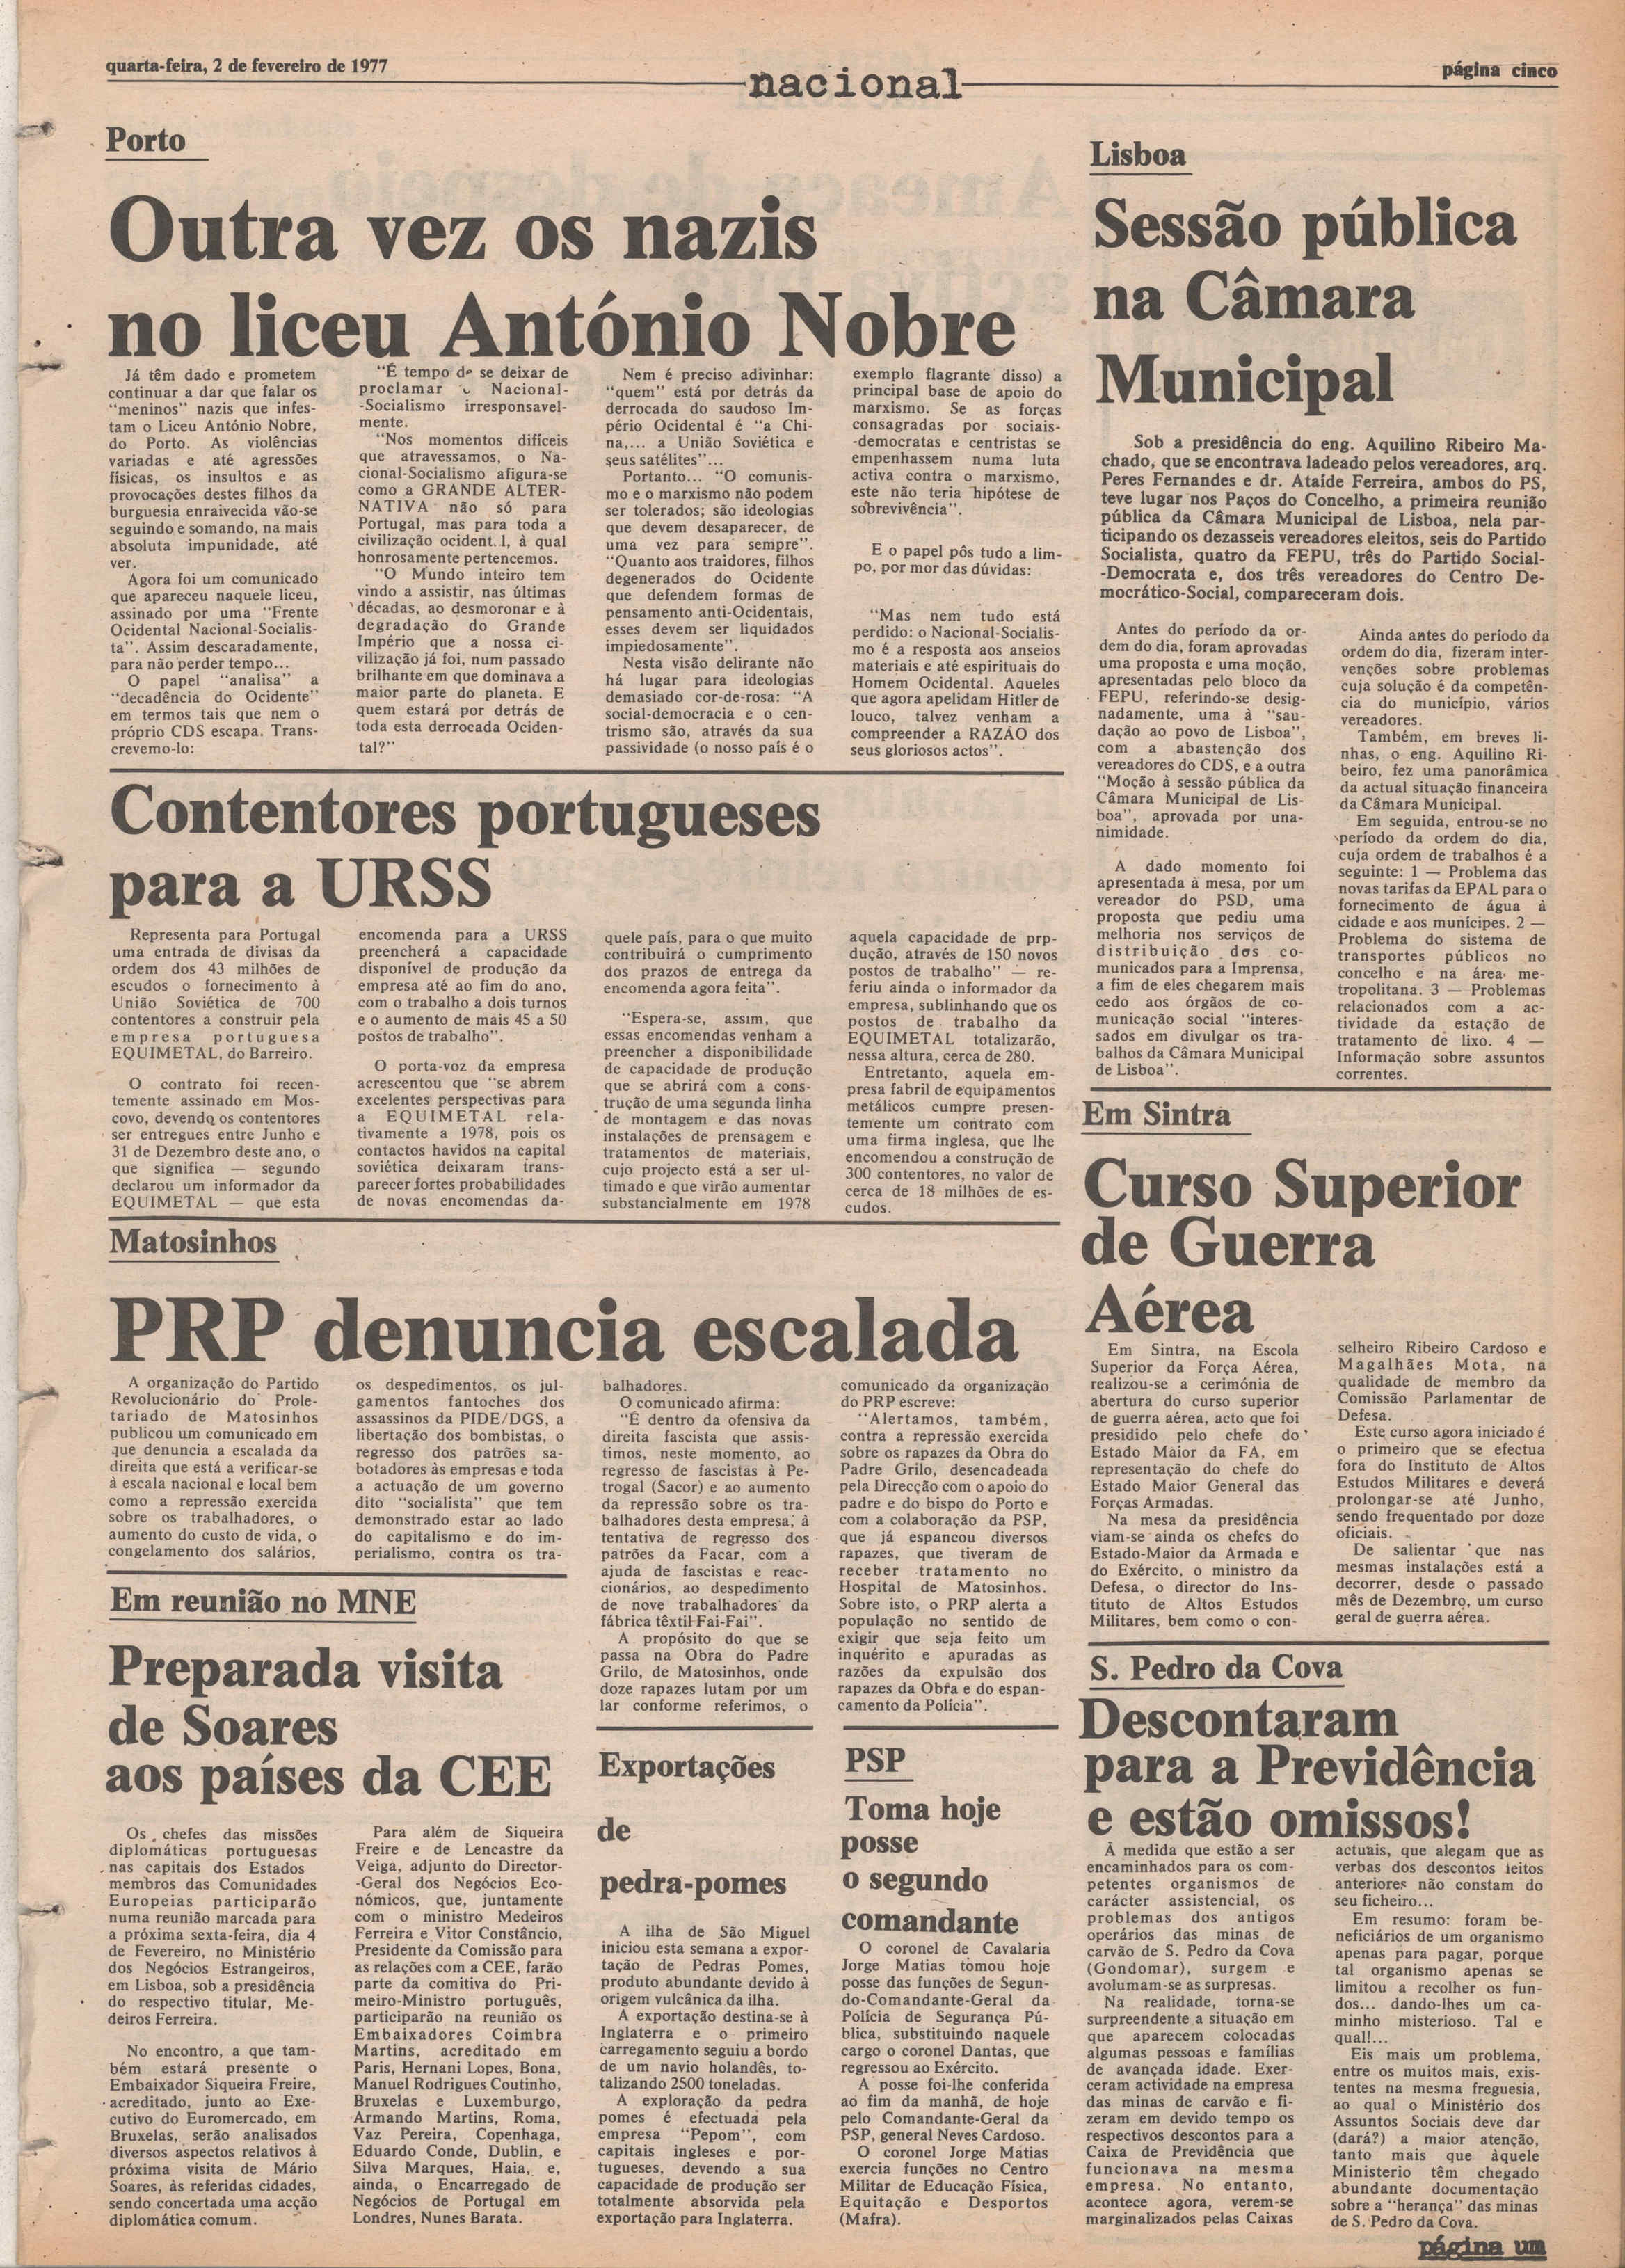 quarta-feira, 2 de fevereiro de 1977
nacional
página cinco
Porto
Outra vez os nazis
no liceu António Nobre
Já têm dado e prometem
continuar a dar que falar os
"meninos" nazis que infes-
tam o Liceu António Nobre,
do Porto. As violências
variadas e até agressões
físicas, os insultos e as
provocações destes filhos da
burguesia enraivecida vão-se
seguindo e somando, na mais
absoluta impunidade, até
ver.
Agora foi um comunicado
que apareceu naquele liceu,
assinado por uma "Frente
Ocidental Nacional-Socialis-
ta". Assim descaradamente,
para não perder tempo...
O papel "analisa" a
"decadência do Ocidente"
em termos tais que nem o
próprio CDS escapa. Trans-
crevemo-lo:
"É tempo de se deixar de
proclamar Nacional-
-Socialismo irresponsavel-
mente.
"Nos momentos difíceis
que atravessamos, o Na-
cional-Socialismo afigura-se
como a GRANDE ALTER-
NATIVA não só para
Portugal, mas para toda a
civilização ocident..l, à qual
honrosamente pertencemos.
"O Mundo inteiro tem
vindo a assistir, nas últimas
décadas, ao desmoronar e à
degradação do Grande
Império que a nossa ci-
vilização já foi, num passado
brilhante em que dominava a
maior parte do planeta. E
quem estará por detrás de
toda esta derrocada Ociden-
tal?"
Nem é preciso adivinhar:
"quem" está por detrás da
derrocada do saudoso Im-
pério Ocidental é "a Chi-
na,... a União Soviética e
seus satélites"...
Portanto... "O comunis-
mo e o marxismo não podem
ser tolerados; são ideologias
que devem desaparecer, de
uma vez para sempre".
"Quanto aos traidores, filhos
degenerados do Ocidente
que defendem formas de
pensamento anti-Ocidentais,
esses devem ser liquidados
impiedosamente".
Nesta visão delirante não
há lugar para ideologias
demasiado cor-de-rosa: "A
social-democracia e o cen-
trismo são, através da sua
passividade (o nosso país é o
exemplo flagrante disso) a
principal base de apoio do
marxismo. Se as forças
consagradas por sociais-
-democratas e centristas se
empenhassem numa luta
activa contra o marxismo,
este não teria hipótese de
sobrevivência".
E o papel pôs tudo a lim-
po, por mor das dúvidas:
"Mas nem tudo está
perdido: o Nacional-Socialis-
mo é a resposta aos anseios
materiais e até espirituais do
Homem Ocidental. Aqueles
que agora apelidam Hitler de
louco, talvez venham a
compreender a RAZÃO dos
seus gloriosos actos".
Contentores portugueses
para a URSS
Representa para Portugal
uma entrada de divisas da
ordem dos 43 milhões de
escudos o fornecimento à
União Soviética de 700
contentores a construir pela
empresa portuguesa
EQUIMETAL, do Barreiro.
O contrato foi recen-
temente assinado em Mos-
covo, devendo os contentores
ser entregues entre Junho e
31 de Dezembro deste ano, o
que significa — segundo
declarou um informador da
EQUIMETAL — que esta
encomenda para a URSS
preencherá a capacidade
disponível de produção da
empresa até ao fim do ano,
com o trabalho a dois turnos
e o aumento de mais 45 a 50
postos de trabalho".
O porta-voz da empresa
acrescentou que "se abrem
excelentes perspectivas para
a EQUIMETAL rela-
tivamente a 1978, pois os
contactos havidos na capital
soviética deixaram trans-
parecer fortes probabilidades
de novas encomendas da-
quele país, para o que muito
contribuirá o cumprimento
dos prazos de entrega da
encomenda agora feita".
"Espera-se, assim, que
essas encomendas venham a
preencher a disponibilidade
de capacidade de produção
que se abrirá com a cons-
trução de uma segunda linha
de montagem e das novas
instalações de prensagem e
tratamentos de materiais,
cujo projecto está a ser ul-
timado e que virão aumentar
substancialmente em 1978
aquela capacidade de prp-
dução, através de 150 novos
postos de trabalho" — re-
feriu ainda o informador da
empresa, sublinhando que os
postos de trabalho da
EQUIMETAL totalizarão,
nessa altura, cerca de 280.
Entretanto, aquela em-
presa fabril de equipamentos
metálicos cumpre presen-
temente um contrato com
uma firma inglesa, que lhe
encomendou a construção de
300 contentores, no valor de
cerca de 18 milhões de es-
cudos.
Matosinhos
PRP denuncia escalada
A organização do Partido
Revolucionário do Prole-
tariado de Matosinhos
publicou um comunicado em
que denuncia a escalada da
direita que está a verificar-se
à escala nacional e local bem
como a repressão exercida
sobre os trabalhadores, o
aumento do custo de vida, o
congelamento dos salários,
os despedimentos, os jul-
gamentos fantoches dos
assassinos da PIDE/DGS, a
libertação dos bombistas, o
regresso dos patrões sa-
botadores às empresas e toda
a actuação de um governo
dito "socialista" que tem
demonstrado estar ao lado
do capitalismo e do im-
perialismo, contra os tra-
balhadores.
O comunicado afirma:
"É dentro da ofensiva da
direita fascista que assis-
timos, neste momento, ao
regresso de fascistas à Pe-
trogal (Sacor) e ao aumento
da repressão sobre os tra-
balhadores desta empresa, à
tentativa de regresso dos
patrões da Facar, com a
ajuda de fascistas e reac-
cionários, ao despedimento
de nove trabalhadores da
fábrica têxtil Fai-Fai".
A propósito do que se
passa na Obra do Padre
Grilo, de Matosinhos, onde
doze rapazes lutam por um
lar conforme referimos, o
comunicado da organização
do PRP escreve:
"Alertamos, também,
contra a repressão exercida
sobre os rapazes da Obra do
Padre Grilo, desencadeada
pela Direcção com o apoio do
padre e do bispo do Porto e
com a colaboração da PSP,
que já espancou diversos
rapazes, que tiveram de
receber tratamento no
Hospital de Matosinhos.
Sobre isto, o PRP alerta a
população no sentido de
exigir que seja feito um
inquérito e apuradas as
razões da expulsão dos
rapazes da Obra e do espan-
camento da Polícia".
Em reunião no MNE
Preparada visita
de Soares
aos países da CEE
Os chefes das missões
diplomáticas portuguesas
nas capitais dos Estados
membros das Comunidades
Europeias participarão
numa reunião marcada para
a próxima sexta-feira, dia 4
de Fevereiro, no Ministério
dos Negócios Estrangeiros,
em Lisboa, sob a presidência
do respectivo titular, Me-
deiros Ferreira.
No encontro, a que tam-
bém estará presente o
Embaixador Siqueira Freire,
acreditado, junto ao Exe-
cutivo do Euromercado, em
Bruxelas, serão analisados
diversos aspectos relativos à
próxima visita de Mário
Soares, às referidas cidades,
sendo concertada uma acção
diplomática comum.
Para além de Siqueira
Freire e de Lencastre da
Veiga, adjunto do Director-
-Geral dos Negócios Eco-
nómicos, que, juntamente
com o ministro Medeiros
Ferreira e Vitor Constâncio,
Presidente da Comissão para
as relações com a CEE, farão
parte da comitiva do Pri-
meiro-Ministro português,
participarão na reunião os
Embaixadores Coimbra
Martins, acreditado em
Paris, Hernani Lopes, Bona,
Manuel Rodrigues Coutinho,
Bruxelas e Luxemburgo,
Armando Martins, Roma,
Vaz Pereira, Copenhaga,
Eduardo Conde, Dublin, e
Silva Marques, Haia, e,
ainda, o Encarregado de
Negócios de Portugal em
Londres, Nunes Barata.
Exportações
de
pedra-pomes
A ilha de São Miguel
iniciou esta semana a expor-
tação de Pedras Pomes,
produto abundante devido à
origem vulcânica da ilha.
A exportação destina-se à
Inglaterra e o primeiro
carregamento seguiu a bordo
de um navio holandês, to-
talizando 2500 toneladas.
A exploração da pedra
pomes é efectuada pela
empresa "Pepom", com
capitais ingleses e por-
tugueses, devendo a sua
capacidade de produção ser
totalmente absorvida pela
exportação para Inglaterra.
PSP
Toma hoje
posse
o segundo
comandante
O coronel de Cavalaria
Jorge Matias tomou hoje
posse das funções de Segun-
do-Comandante-Geral da
Polícia de Segurança Pú-
blica, substituindo naquele
cargo o coronel Dantas, que
regressou ao Exército.
A posse foi-lhe conferida
ao fim da manhã, de hoje
pelo Comandante-Geral da
PSP, general Neves Cardoso.
O coronel Jorge Matias
exercia funções no Centro
Militar de Educação Física,
Equitação e Desportos
(Mafra).
Lisboa
Sessão pública
na Câmara
Municipal
Sob a presidência do eng. Aquilino Ribeiro Ma-
chado, que se encontrava ladeado pelos vereadores, arq.
Peres Fernandes e dr. Ataíde Ferreira, ambos do PS,
teve lugar nos Paços do Concelho, a primeira reunião
pública da Câmara Municipal de Lisboa, nela par-
ticipando os dezasseis vereadores eleitos, seis do Partido
Socialista, quatro da FEPU, três do Partido Social-
-Democrata e, dos três vereadores do Centro De-
mocrático-Social, compareceram dois.
Antes do período da or-
dem do dia, foram aprovadas
uma proposta e uma moção,
apresentadas pelo bloco da
FEPU, referindo-se desig-
nadamente, uma à "sau-
dação ao povo de Lisboa",
com a abastenção dos
vereadores do CDS, e a outra
"Moção à sessão pública da
Câmara Municipal de Lis-
boa", aprovada por una-
nimidade.
A dado momento foi
apresentada à mesa, por um
vereador do PSD, uma
proposta que pediu uma
melhoria nos serviços de
distribuição dos co-
municados para a Imprensa,
a fim de eles chegarem mais
cedo aos órgãos de co-
municação social "interes-
sados em divulgar os tra-
balhos da Câmara Municipal
de Lisboa".
Ainda antes do período da
ordem do dia, fizeram inter-
venções sobre problemas
cuja solução é da competên-
cia do município, vários
vereadores.
Também, em breves li-
nhas, o eng. Aquilino Ri-
beiro, fez uma panorâmica
da actual situação financeira
da Câmara Municipal.
Em seguida, entrou-se no
período da ordem do dia,
cuja ordem de trabalhos é a
seguinte: 1 — Problema das
novas tarifas da EPAL para o
fornecimento de água à
cidade e aos munícipes. 2 —
Problema do sistema de
transportes públicos no
concelho e na área me-
tropolitana. 3 — Problemas
relacionados com a ac-
tividade da estação de
tratamento de lixo. 4 —
Informação sobre assuntos
correntes.
Em Sintra
Curso Superior
de Guerra
Aérea
Em Sintra, na Escola
Superior da Força Aérea,
realizou-se a cerimónia de
abertura do curso superior
de guerra aérea, acto que foi
presidido pelo chefe do
Estado Maior da FA, em
representação do chefe do
Estado Maior General das
Forças Armadas.
Na mesa da presidência
viam-se ainda os chefes do
Estado-Maior da Armada e
do Exército, o ministro da
Defesa, o director do Ins-
tituto de Altos Estudos
Militares, bem como o con-
selheiro Ribeiro Cardoso e
Magalhães Mota, na
qualidade de membro da
Comissão Parlamentar de
Defesa.
Este curso agora iniciado é
o primeiro que se efectua
fora do Instituto de Altos
Estudos Militares e deverá
prolongar-se até Junho,
sendo frequentado por doze
oficiais.
De salientar que nas
mesmas instalações está a
decorrer, desde o passado
mês de Dezembro, um curso
geral de guerra aérea.
S. Pedro da Cova
Descontaram
para a Previdência
e estão omissos!
À medida que estão a ser
encaminhados para os com-
petentes organismos de
carácter assistencial, os
problemas dos antigos
operários das minas de
carvão de S. Pedro da Cova
(Gondomar), surgem e
avolumam-se as surpresas.
Na realidade, torna-se
surpreendente a situação em
que aparecem colocadas
algumas pessoas e famílias
de avançada idade. Exer-
ceram actividade na empresa
das minas de carvão e fi-
zeram em devido tempo os
respectivos descontos para a
Caixa de Previdência que
funcionava na mesma
empresa. No entanto,
acontece agora, verem-se
marginalizados pelas Caixas
actuais, que alegam que as
verbas dos descontos feitos
anteriores não constam do
seu ficheiro...
Em resumo: foram be-
neficiários de um organismo
apenas para pagar, porque
tal organismo apenas se
limitou a recolher os fun-
dos... dando-lhes um ca-
minho misterioso. Tal e
qual!...
Eis mais um problema,
entre os muitos mais, exis-
tentes na mesma freguesia,
ao qual o Ministério dos
Assuntos Sociais deve dar
(dará?) a maior atenção,
tanto mais que àquele
Ministerio têm chegado
abundante documentação
sobre a "herança" das minas
de S. Pedro da Cova.
página um